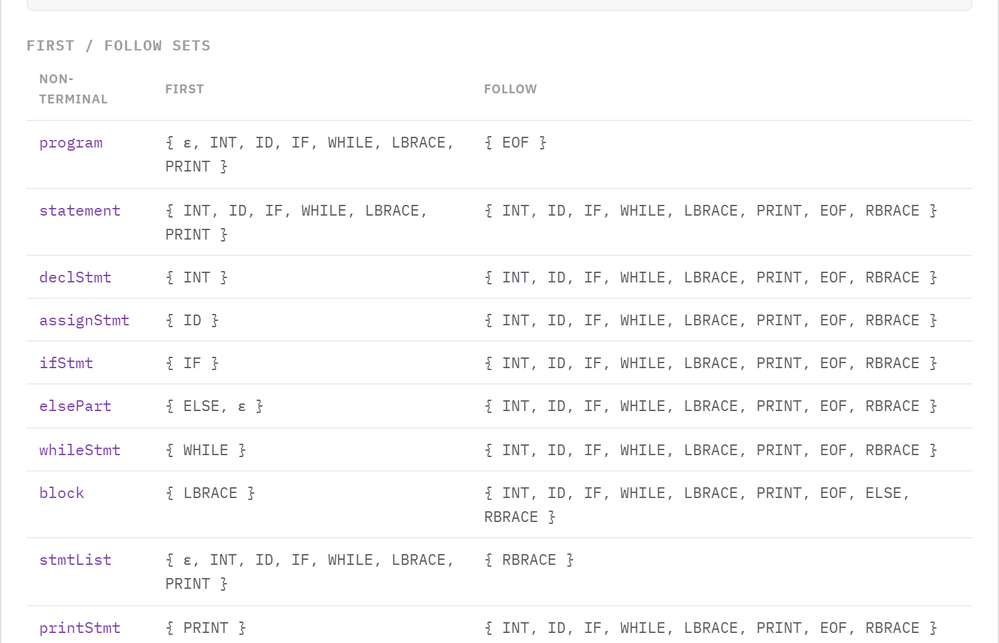 FIRST / FOLLOW SETS
NON-
TERMINAL
FIRST
FOLLOW
program
{ ε, INT, ID, IF, WHILE, LBRACE,
PRINT }
{ EOF }
statement
{ INT, ID, IF, WHILE, LBRACE,
PRINT }
{ INT, ID, IF, WHILE, LBRACE, PRINT, EOF, RBRACE }
declStmt
{ INT }
{ INT, ID, IF, WHILE, LBRACE, PRINT, EOF, RBRACE }
assignStmt
{ ID }
{ INT, ID, IF, WHILE, LBRACE, PRINT, EOF, RBRACE }
ifStmt
{ IF }
{ INT, ID, IF, WHILE, LBRACE, PRINT, EOF, RBRACE }
elsePart
{ ELSE, ε }
{ INT, ID, IF, WHILE, LBRACE, PRINT, EOF, RBRACE }
whileStmt
{ WHILE }
{ INT, ID, IF, WHILE, LBRACE, PRINT, EOF, RBRACE }
block
{ LBRACE }
{ INT, ID, IF, WHILE, LBRACE, PRINT, EOF, ELSE,
RBRACE }
stmtList
{ ε, INT, ID, IF, WHILE, LBRACE,
PRINT }
{ RBRACE }
printStmt
{ PRINT }
{ INT, ID, IF, WHILE, LBRACE, PRINT, EOF, RBRACE }